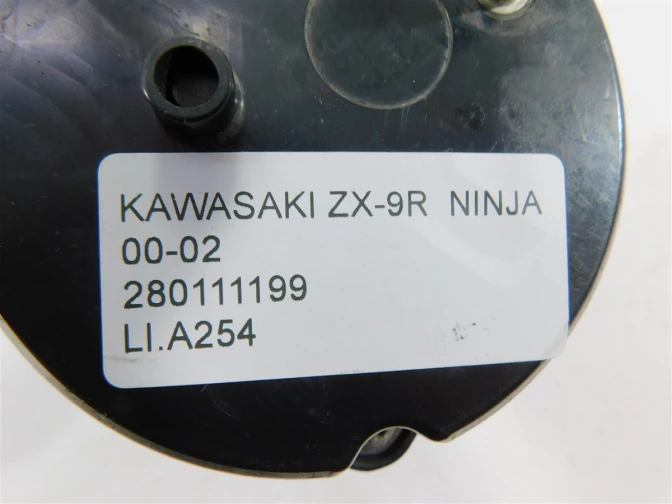 KAWASAKI ZX-9R NINJA
00-02
280111199
LI.A254